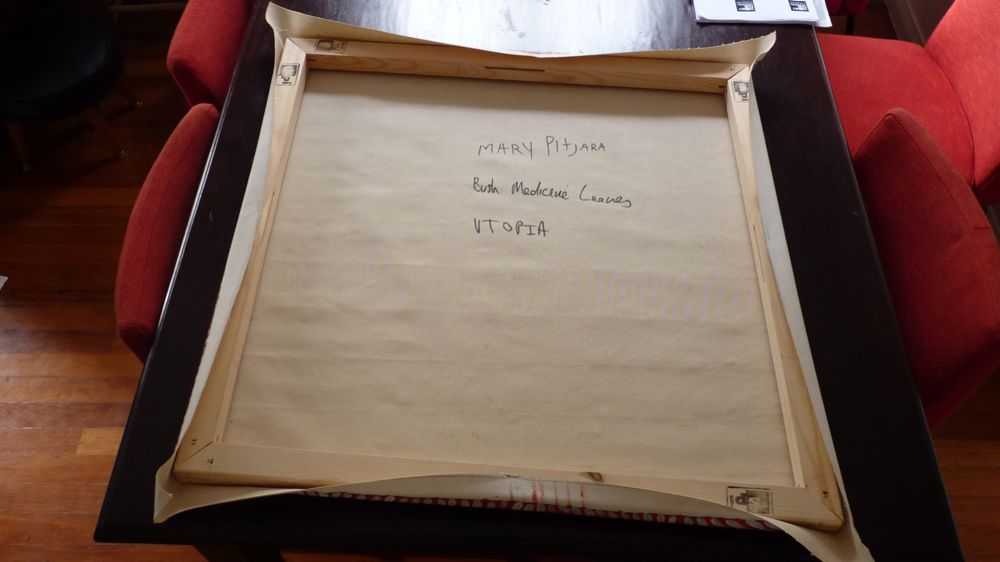 MARY PITJARA
Bush Medicine Leaves
UTOPIA